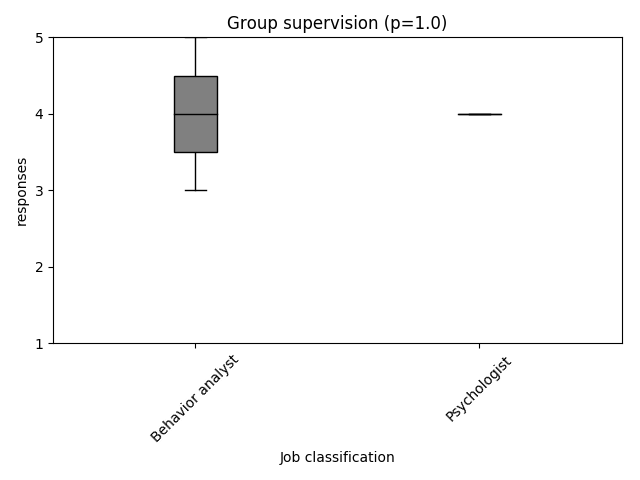 Group supervision (p=1.0)
5
4
3
2
1
responses
Behavior analyst
Psychologist
Job classification